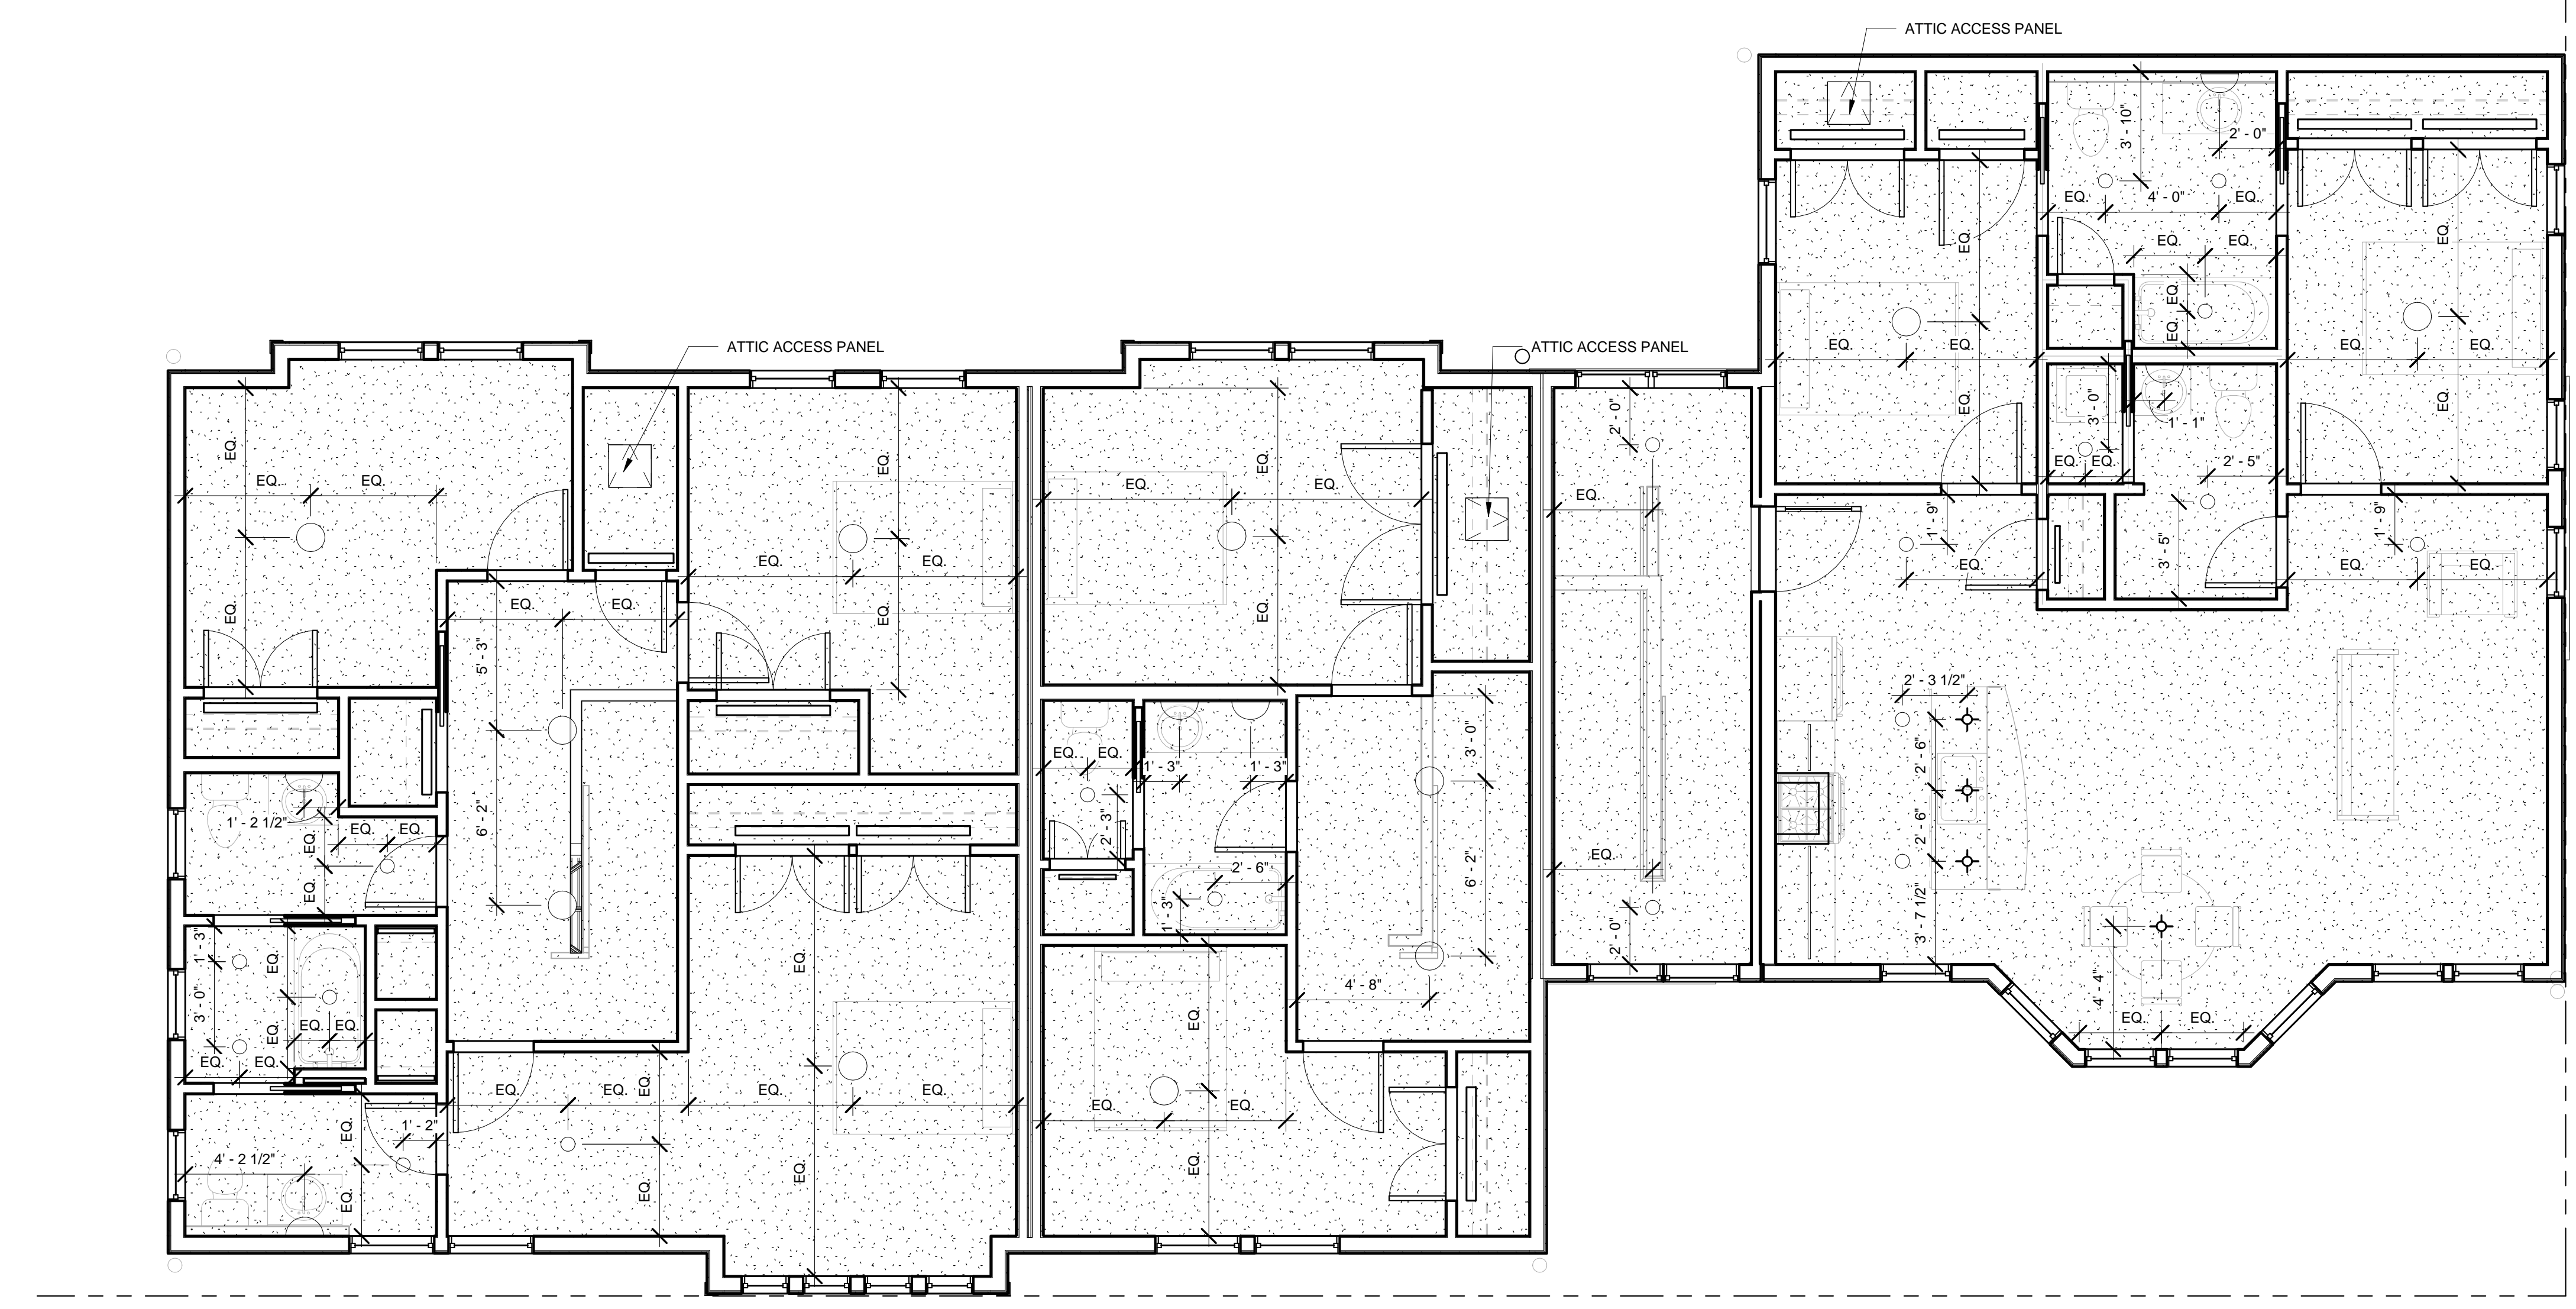 ATTIC ACCESS PANEL
3' - 10"
2' - 0"
EQ.
4' - 0"
EQ.
EQ.
EQ.
EQ.
EQ.
EQ.
EQ.
EQ.
EQ.
EQ.
EQ.
EQ.
EQ.
3' - 0"
1' - 1"
EQ.
EQ.
2' - 5"
1' - 9"
EQ.
3' - 5"
1' - 9"
EQ.
EQ.
ATTIC ACCESS PANEL
ATTIC ACCESS PANEL
EQ.
EQ.
EQ.
EQ.
EQ.
EQ.
EQ.
EQ.
EQ.
EQ.
EQ.
EQ.
2' - 0"
EQ.
EQ.
EQ.
5' - 3"
6' - 2"
EQ.
EQ.
1' - 3"
1' - 3"
2' - 3"
3' - 0"
6' - 2"
2' - 6"
1' - 3"
4' - 8"
EQ.
2' - 0"
2' - 3 1/2"
2' - 6"
2' - 6"
3' - 7 1/2"
4' - 4"
EQ.
EQ.
1' - 2 1/2"
EQ.
EQ.
EQ.
EQ.
1' - 3"
3' - 0"
EQ.
EQ.
EQ.
EQ.
EQ.
EQ.
EQ.
EQ.
EQ.
EQ.
EQ.
EQ.
EQ.
EQ.
1' - 2"
4' - 2 1/2"
EQ.
EQ.
EQ.
EQ.
EQ.
EQ.